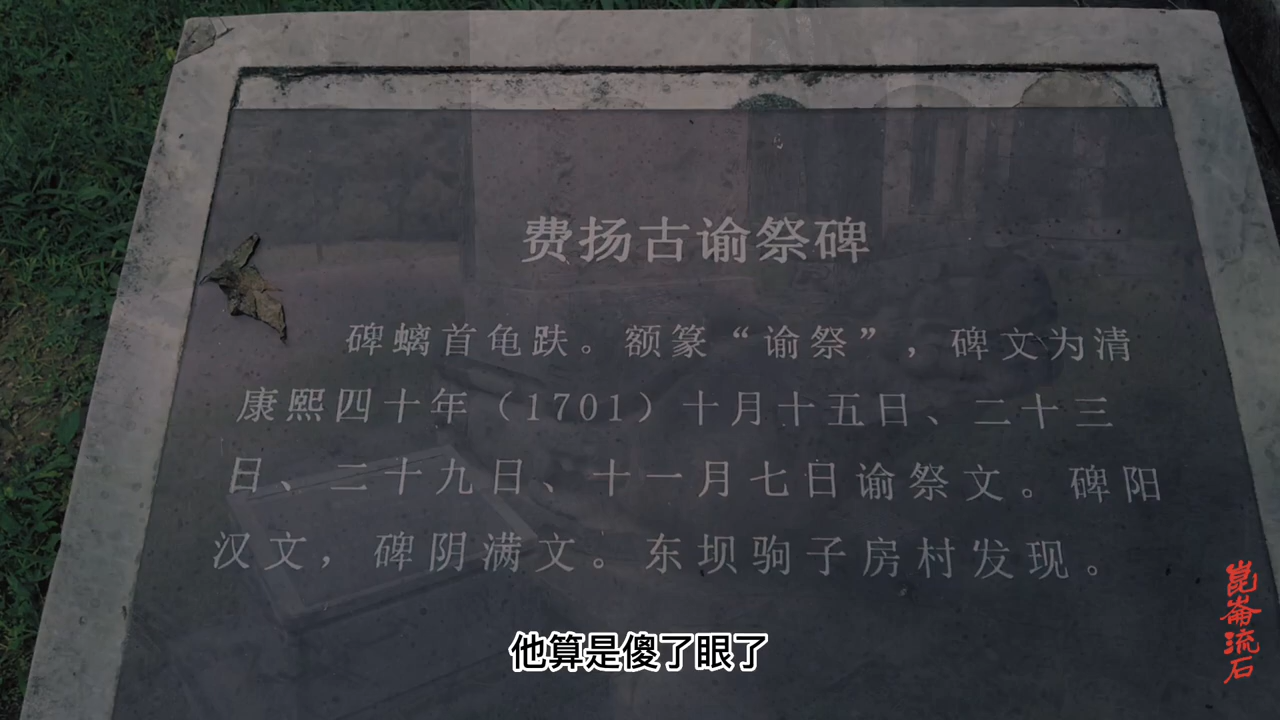 费扬古谕祭碑
碑螭首龟趺。额篆“谕祭”，碑文为清
康熙四十年（1701）十月十五日、二十三
日、二十九日、十一月七日谕祭文。碑阳
汉文，碑阴满文。东坝驹子房村发现。
他算是傻了眼了
崑崙流石